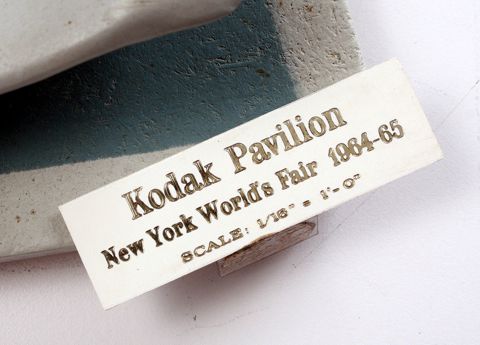 Kodak Pavilion
New York World's Fair 1964-65
SCALE: 1/16" = 1'-0"